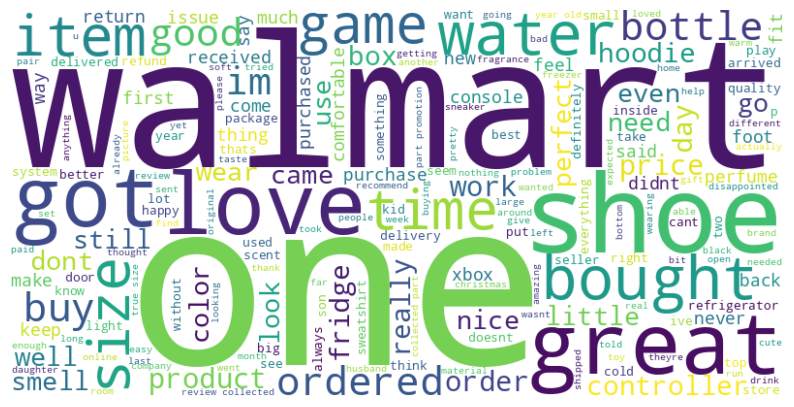 way
return
issue
much
want
going
year old
small
loved
warm
item
good
say
game
water
bad
bottle
fit
pair
u
delivered
refund
received
box
new
getting
fragrance
another
hoodie
play
soft
tried
feel
freezer
home
arrived
walmart
im
use
please
come
package
purchased
comfortable
something
console
sneaker
part promotion
pretty
best
perfect
definitely
even
inside
help
quality
go
p
different
actually
anything
already
picture
yet
year
first
thing
thats
taste
need
day
said
take
foot
system
better
review
sent
wear
came
purchase
seem
nothing
problem
work
price
expected
didnt
gift
perfume
disappointed
got
lot
happy
set
original
love
took
recommend
people
kid
week
time
buying
wanted
large
around
give
put
left
everything
shoe
bottom
wearing
able
cant
two
brand
paid
thought
still
used
scent
delivery
made
dont
door
make
know
true size
without
looking
color
thank
one
xbox
christmas
amazing
bought
seller
right
bit
black
open
needed
back
buy
size
keep
light
look
far
son
fridge
sweatshirt
collected part
really
nice
doesnt
wasnt
little
real
ive
never
refrigerator
long
enough
well
online
easy
last
month
big
always
think
told
toy
theyre
top
run
cute
great
smell
daughter
room
company
product
went
see
review collected
husband
ordered
material
order
shipped
controller
cold
drink
store